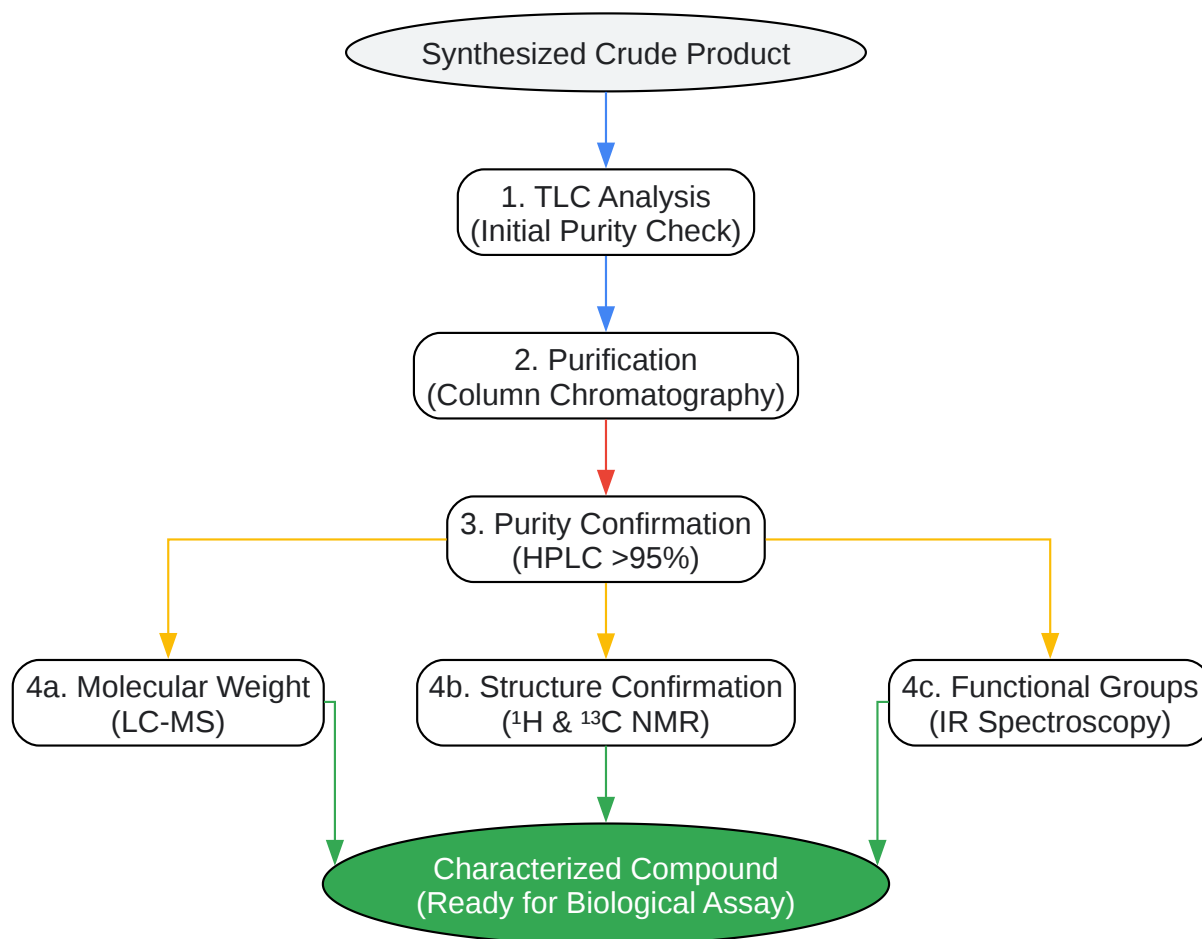 Synthesized Crude Product
1. TLC Analysis
(Initial Purity Check)
2. Purification
(Column Chromatography)
3. Purity Confirmation
(HPLC >95%)
4a. Molecular Weight
(LC-MS)
4b. Structure Confirmation
(¹H & ¹³C NMR)
4c. Functional Groups
(IR Spectroscopy)
Characterized Compound
(Ready for Biological Assay)